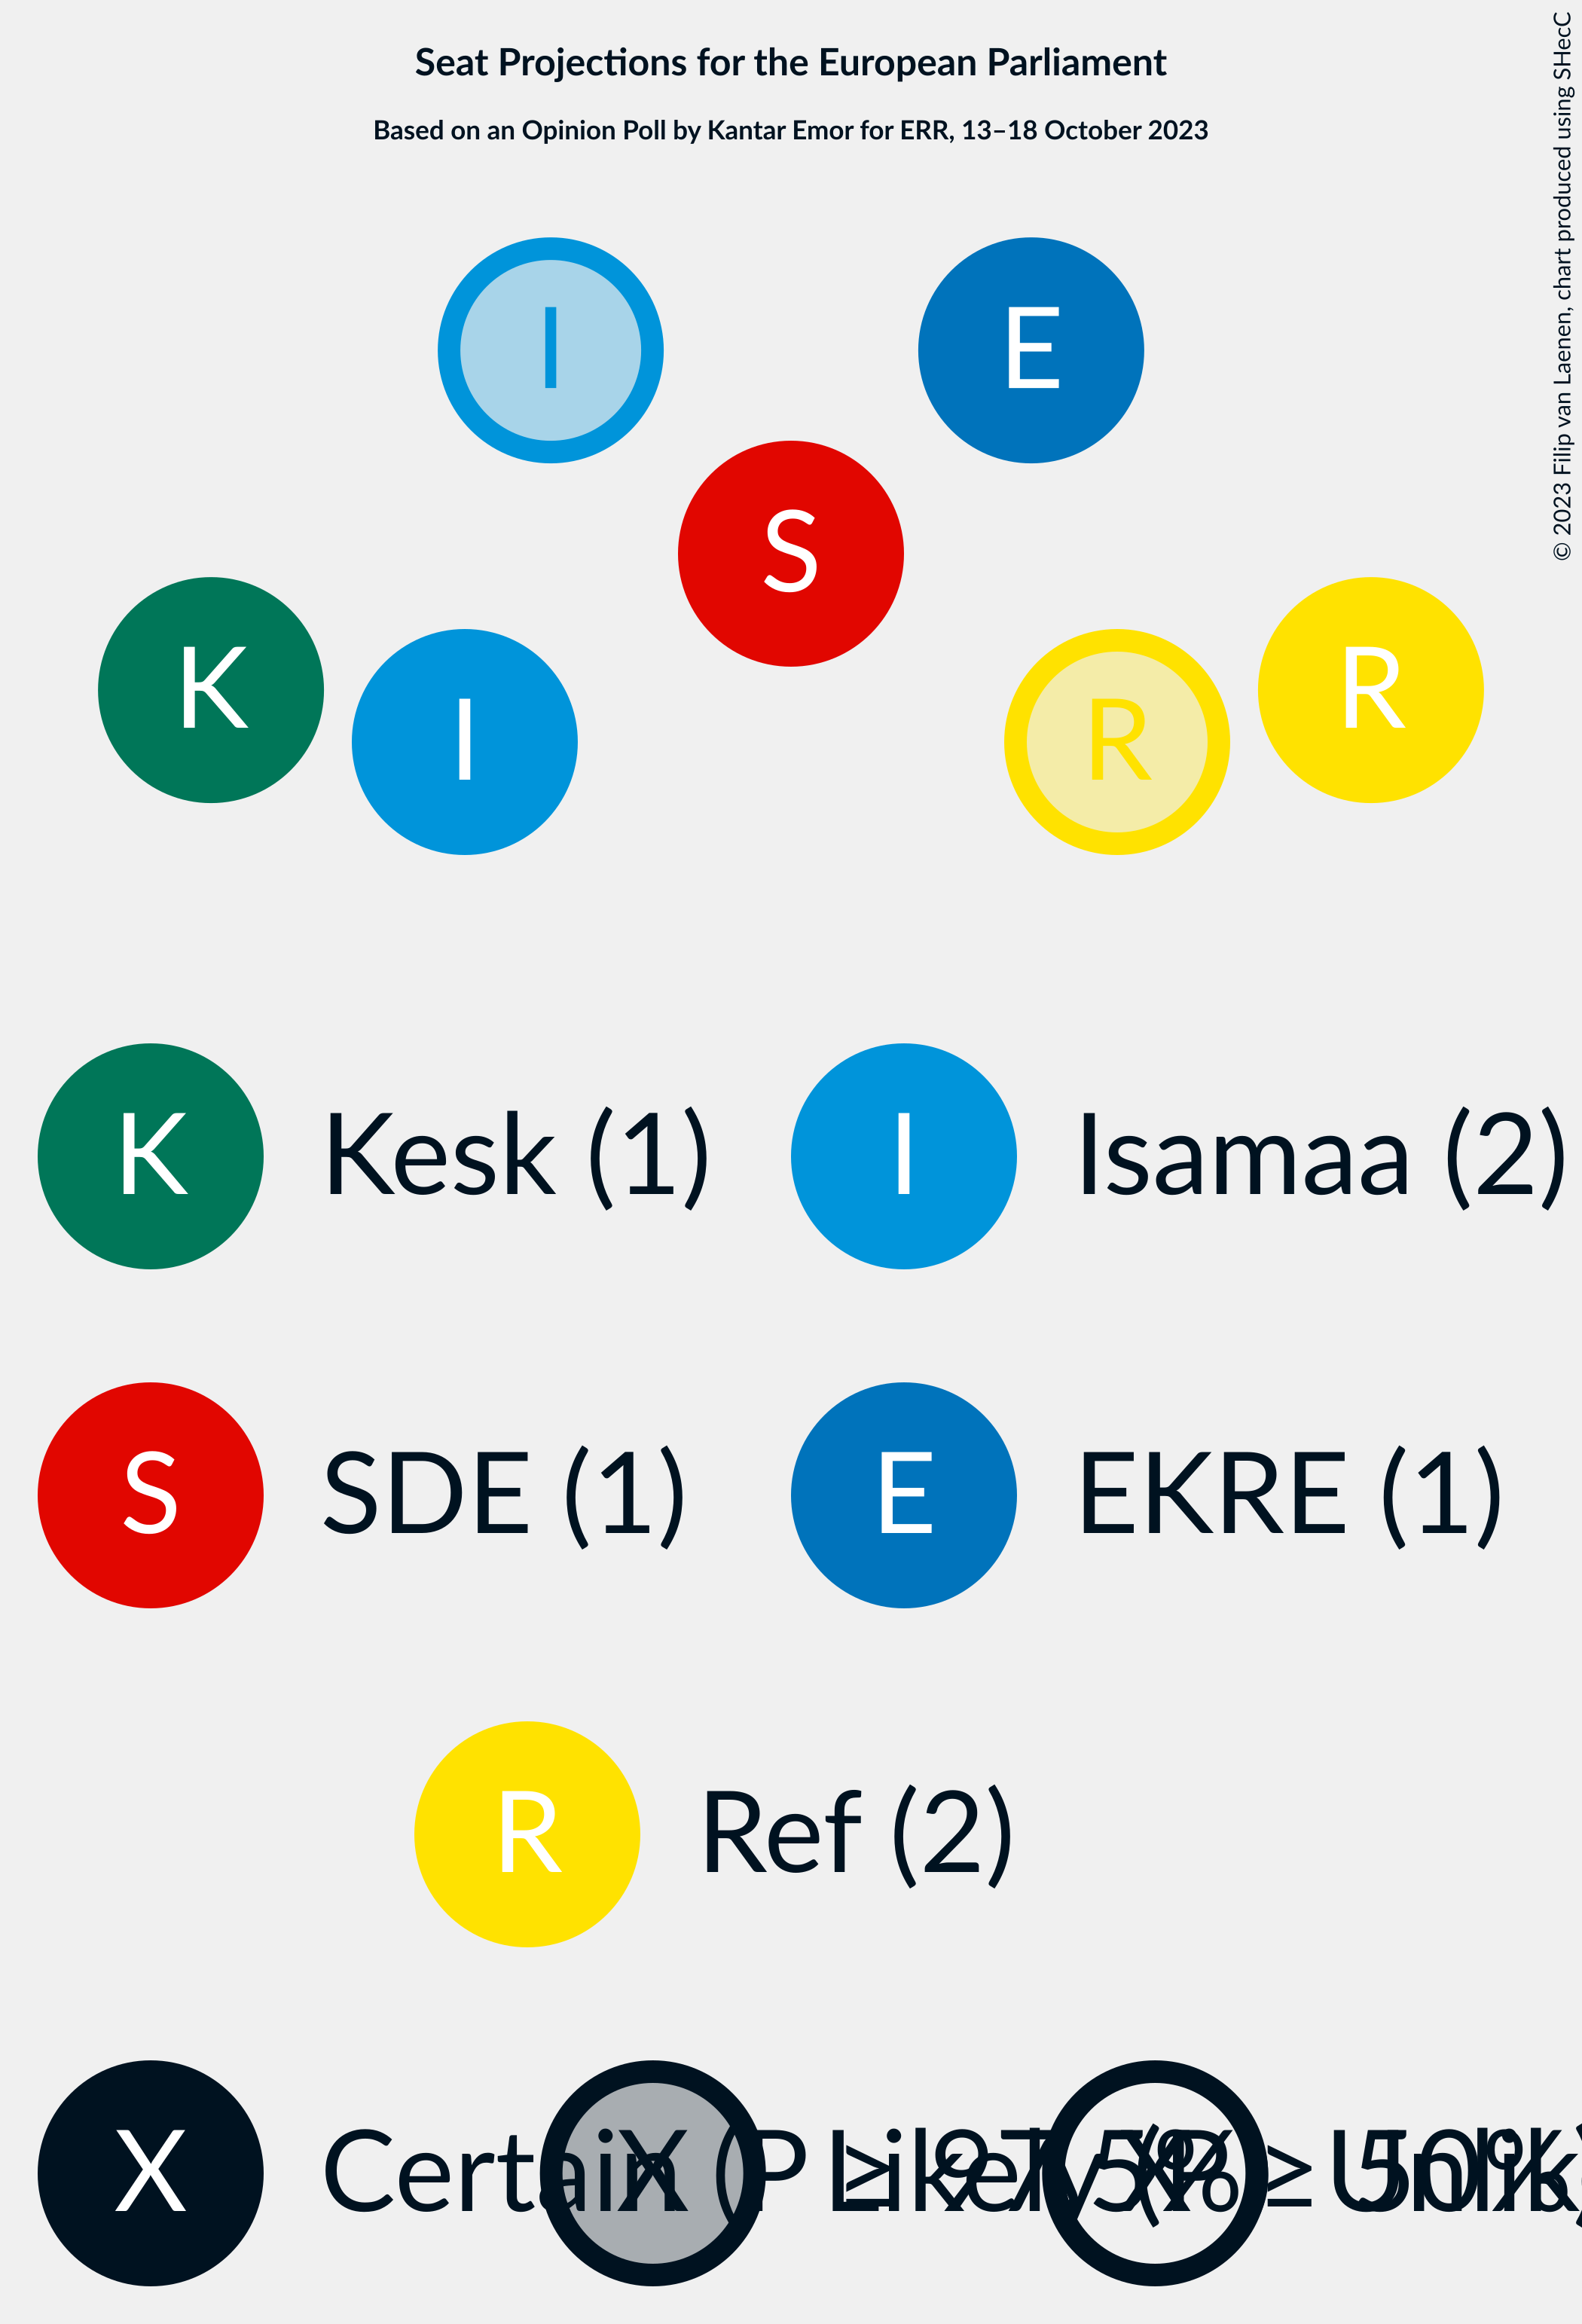 Seat Projections for the European Parliament
Based on an Opinion Poll by Kantar Emor for ERR, 13–18 October 2023
© 2023 Filip van Laenen, chart produced using SHecC
I
E
S
K
I
R
R
K Kesk (1)
I Isamaa (2)
S SDE (1)
E EKRE (1)
R Ref (2)
X Certain (P ≥
X Likely
X